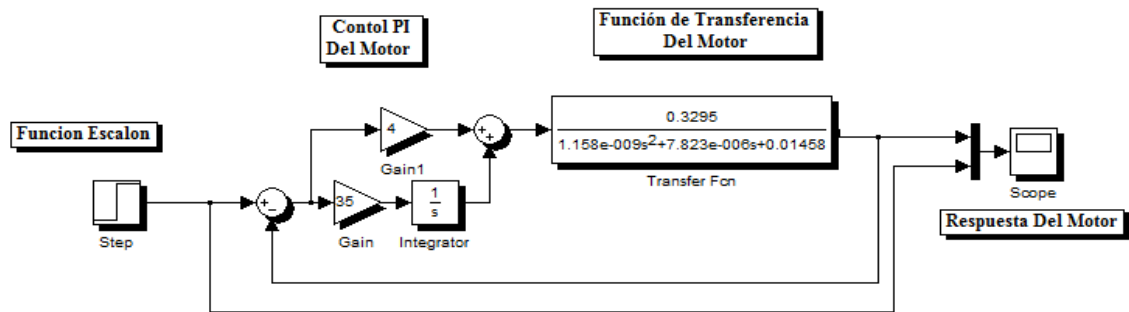 Contol PI
Del Motor
Función de Transferencia
Del Motor
Funcion Escalon
4
Gain1
+
+
0.3295
1.158e-009s²+7.823e-006s+0.01458
Transfer Fcn
Step
+
−
35
Gain
1
s
Integrator
Scope
Respuesta Del Motor